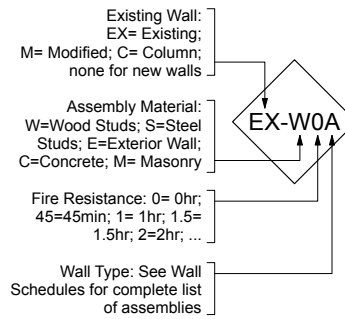 Existing Wall:
EX= Existing;
M= Modified; C= Column;
none for new walls
EX-W0A
Assembly Material:
W=Wood Studs; S=Steel
Studs; E=Exterior Wall;
C=Concrete; M= Masonry
Fire Resistance: 0= 0hr;
45=45min; 1= 1hr; 1.5=
1.5hr; 2=2hr; ...
Wall Type: See Wall
Schedules for complete list
of assemblies